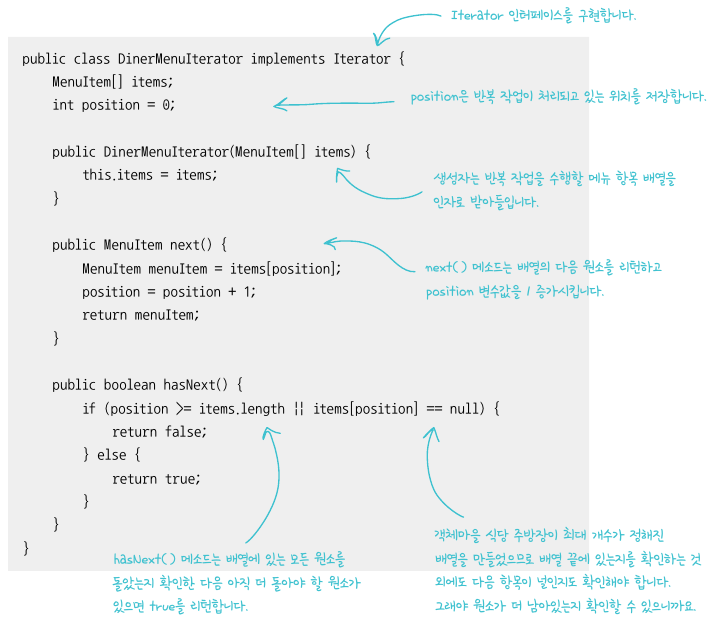 Iterator 인터페이스를 구현합니다.
public class DinerMenuIterator implements Iterator {
MenuItem[] items;
int position = 0;
position은 반복 작업이 처리되고 있는 위치를 저장합니다.
public DinerMenuIterator(MenuItem[] items) {
this.items = items;
}
생성자는 반복 작업을 수행할 메뉴 항목 배열을
인자로 받아들입니다.
public MenuItem next() {
MenuItem menuItem = items[position];
position = position + 1;
return menuItem;
}
next() 메소드는 배열의 다음 원소를 리턴하고
position 변수값을 1 증가시킵니다.
public boolean hasNext() {
if (position >= items.length || items[position] == null) {
return false;
} else {
return true;
}
}
}
hasNext() 메소드는 배열에 있는 모든 원소를
돌았는지 확인한 다음 아직 더 돌아야 할 원소가
있으면 true를 리턴합니다.
객체마을 식당 주방장이 최대 개수가 정해진
배열을 만들었으므로 배열 끝에 있는지를 확인하는 것
외에도 다음 항목이 널인지도 확인해야 합니다.
그래야 원소가 더 남아있는지 확인할 수 있으니까요.